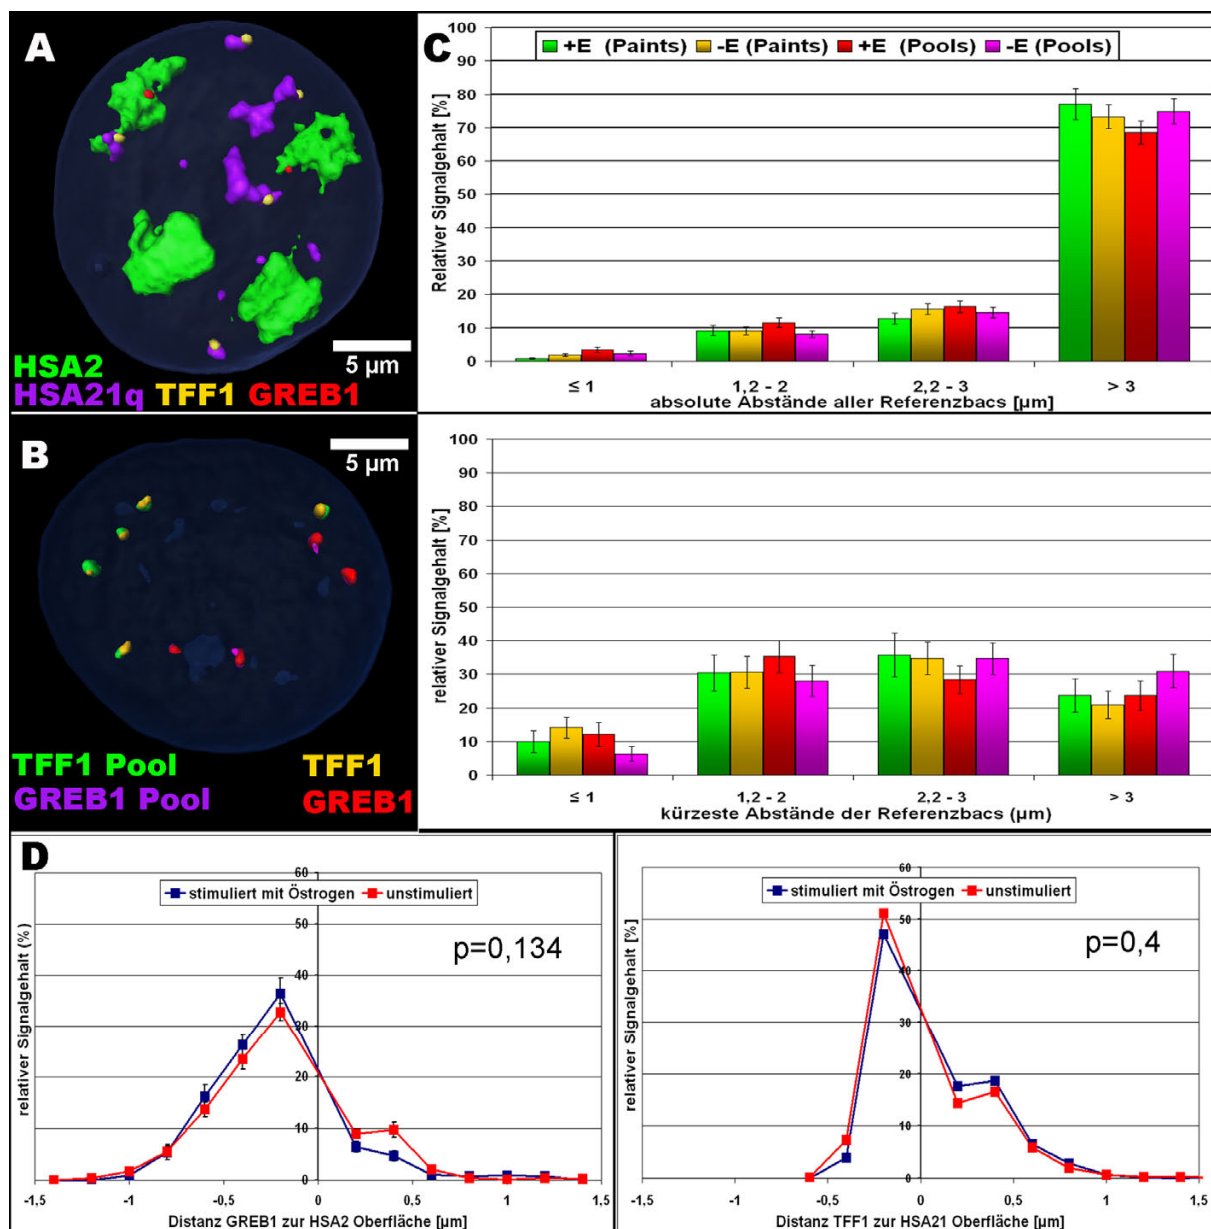 A
5 µm
HSA2
HSA21q TFF1 GREB1
B
5 µm
TFF1 Pool TFF1
GREB1 Pool GREB1
C
+E (Paints) -E (Paints) +E (Pools) -E (Pools)
Relativer Signalgehalt [%]
100
90
80
70
60
50
40
30
20
10
0
≤ 1 1,2 - 2 2,2 - 3 > 3
absolute Abstände aller Referenzbacs [µm]
relativer Signalgehalt [%]
100
90
80
70
60
50
40
30
20
10
0
≤ 1 1,2 - 2 2,2 - 3 > 3
kürzeste Abstände der Referenzbacs (µm)
D
stimuliert mit Östrogen unstimuliert
p=0,134
relativer Signalgehalt (%)
60
50
40
30
20
10
0
-1,5 -1 -0,5 0 0,5 1 1,5
Distanz GREB1 zur HSA2 Oberfläche [µm]
stimuliert mit Östrogen unstimuliert
p=0,4
relativer Signalgehalt [%]
60
50
40
30
20
10
0
-1,5 -1 -0,5 0 0,5 1 1,5
Distanz TFF1 zur HSA21 Oberfläche [µm]